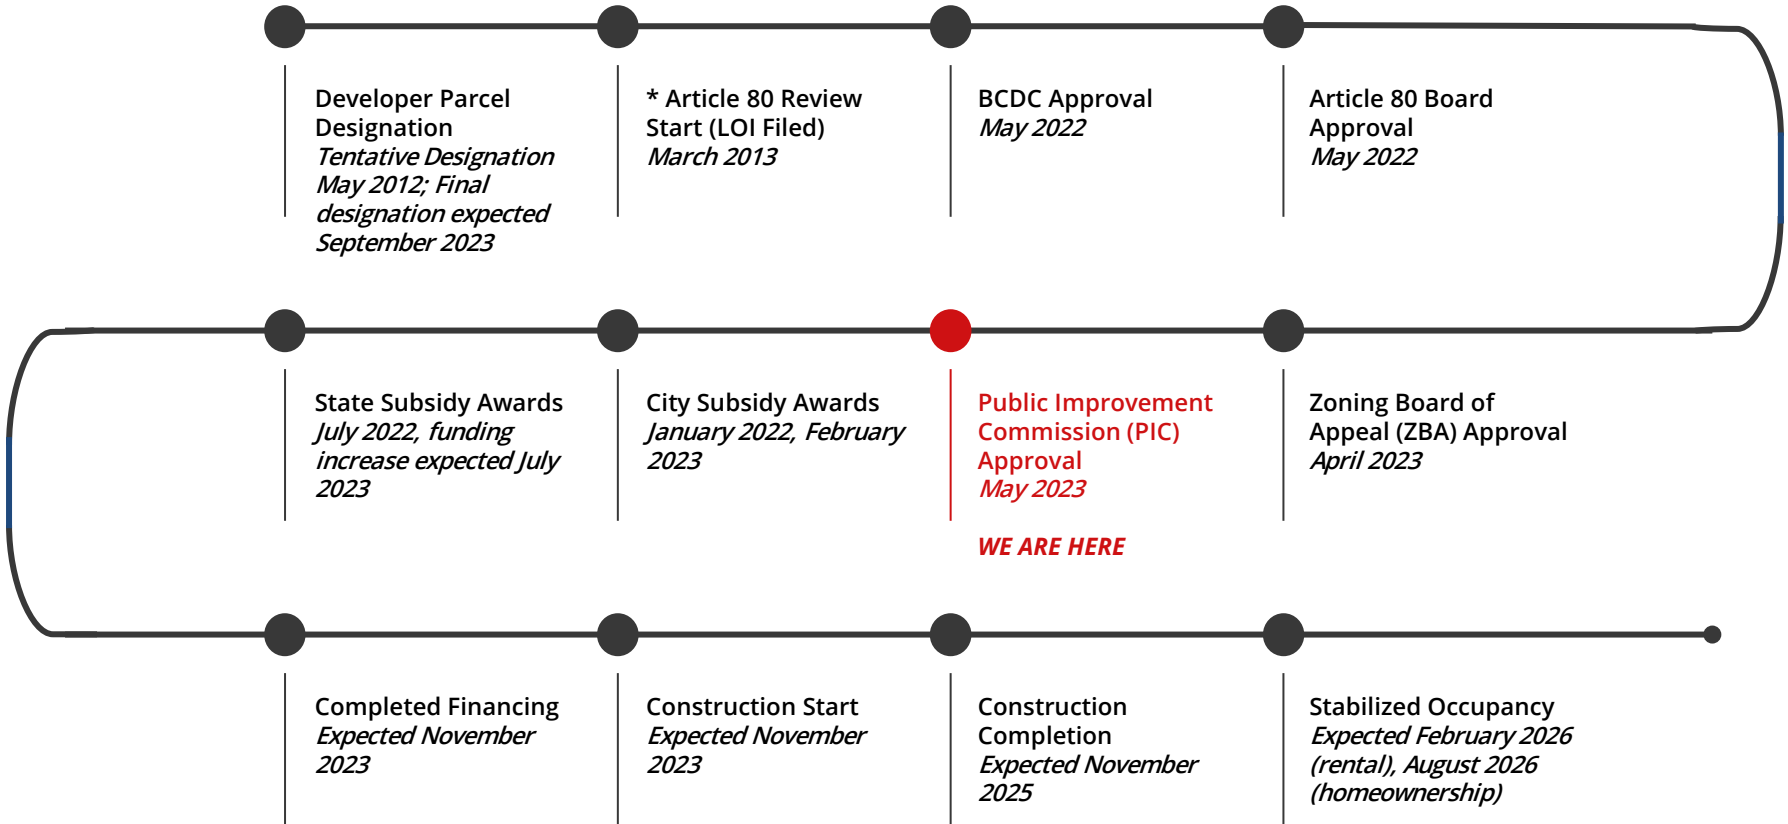 Developer Parcel
Designation
Tentative Designation
May 2012; Final
designation expected
September 2023
* Article 80 Review
Start (LOI Filed)
March 2013
BCDC Approval
May 2022
Article 80 Board
Approval
May 2022
State Subsidy Awards
July 2022, funding
increase expected July
2023
City Subsidy Awards
January 2022, February
2023
Public Improvement
Commission (PIC)
Approval
May 2023
WE ARE HERE
Zoning Board of
Appeal (ZBA) Approval
April 2023
Completed Financing
Expected November
2023
Construction Start
Expected November
2023
Construction
Completion
Expected November
2025
Stabilized Occupancy
Expected February 2026
(rental), August 2026
(homeownership)